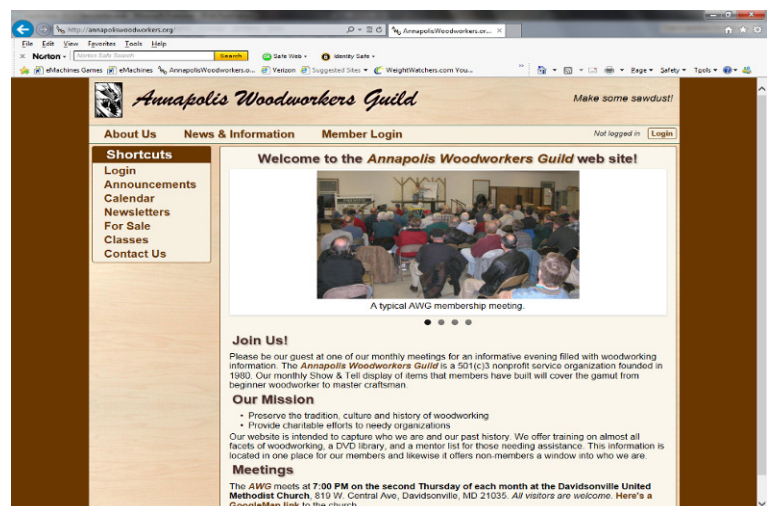 http://annapoliswoodworkers.org/
AnnapolisWoodworkers.or...
File Edit View Favorites Tools Help
Norton Norton Safe Search Search Safe Web Identity Safe
eMachines Games eMachines AnnapolisWoodworkers.o... Verizon Suggested Sites WeightWatchers.com You... Page Safety Tools
Annapolis Woodworkers Guild
Make some sawdust!
About Us News & Information Member Login Not logged in Login
Shortcuts
Login
Announcements
Calendar
Newsletters
For Sale
Classes
Contact Us
Welcome to the Annapolis Woodworkers Guild web site!
A typical AWG membership meeting.
Join Us!
Please be our guest at one of our monthly meetings for an informative evening filled with woodworking
information. The Annapolis Woodworkers Guild is a 501(c)3 nonprofit service organization founded in
1980. Our monthly Show & Tell display of items that members have built will cover the gamut from
beginner woodworker to master craftsman.
Our Mission
• Preserve the tradition, culture and history of woodworking
• Provide charitable efforts to needy organizations
Our website is intended to capture who we are and our past history. We offer training on almost all
facets of woodworking, a DVD library, and a mentor list for those needing assistance. This information is
located in one place for our members and likewise it offers non-members a window into who we are.
Meetings
The AWG meets at 7:00 PM on the second Thursday of each month at the Davidsonville United
Methodist Church, 819 W. Central Ave, Davidsonville, MD 21035. All visitors are welcome. Here's a
GoogleMap link to the church.